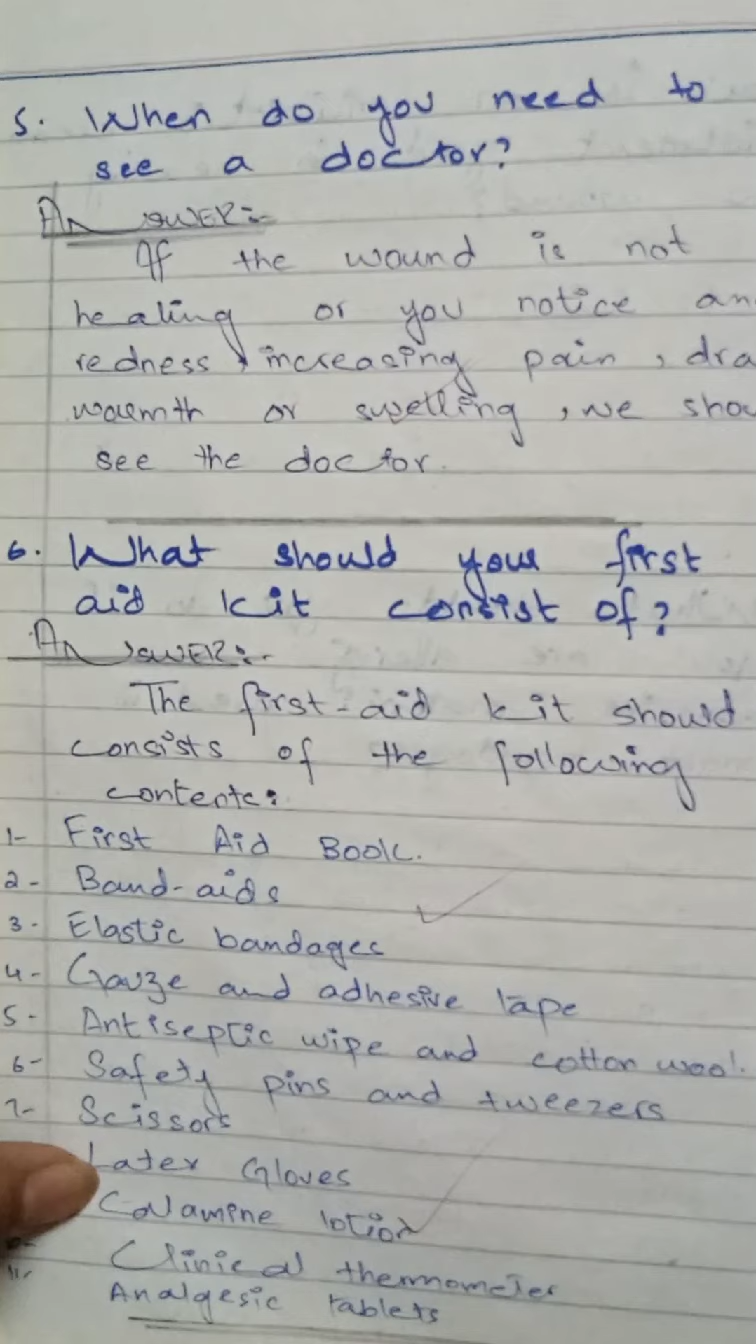 5. When do you need to
see a doctor?
ANSWER:-
If the wound is not
healing or you notice
redness, increasing pain,
warmth or swelling, we
see the doctor.
6. What should your first
aid kit consist of?
ANSWER:-
The first-aid kit should
consists of the following
contents:
1- First Aid Book.
2- Band-aids
3- Elastic bandages
4- Gauze and adhesive tape
5- Antiseptic wipe and cotton wool.
6- Safety pins and tweezers
7- Scissors
Latex Gloves
Calamine lotion
Clinical thermometer
11- Analgesic tablets